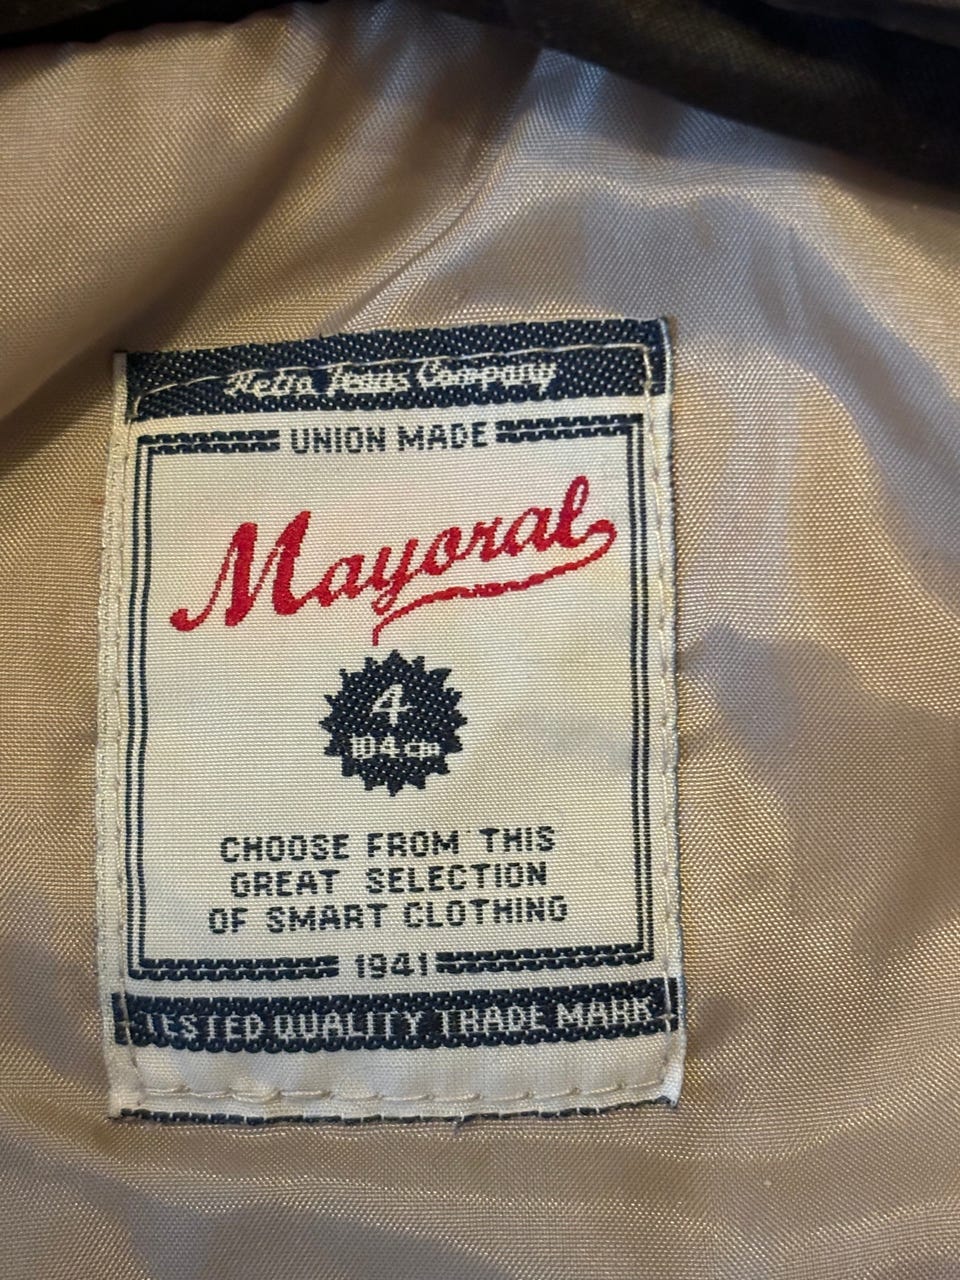 Retro Jeans Company
UNION MADE
Mayoral
4
104 cm
CHOOSE FROM THIS
GREAT SELECTION
OF SMART CLOTHING
1941
TESTED QUALITY TRADE MARK